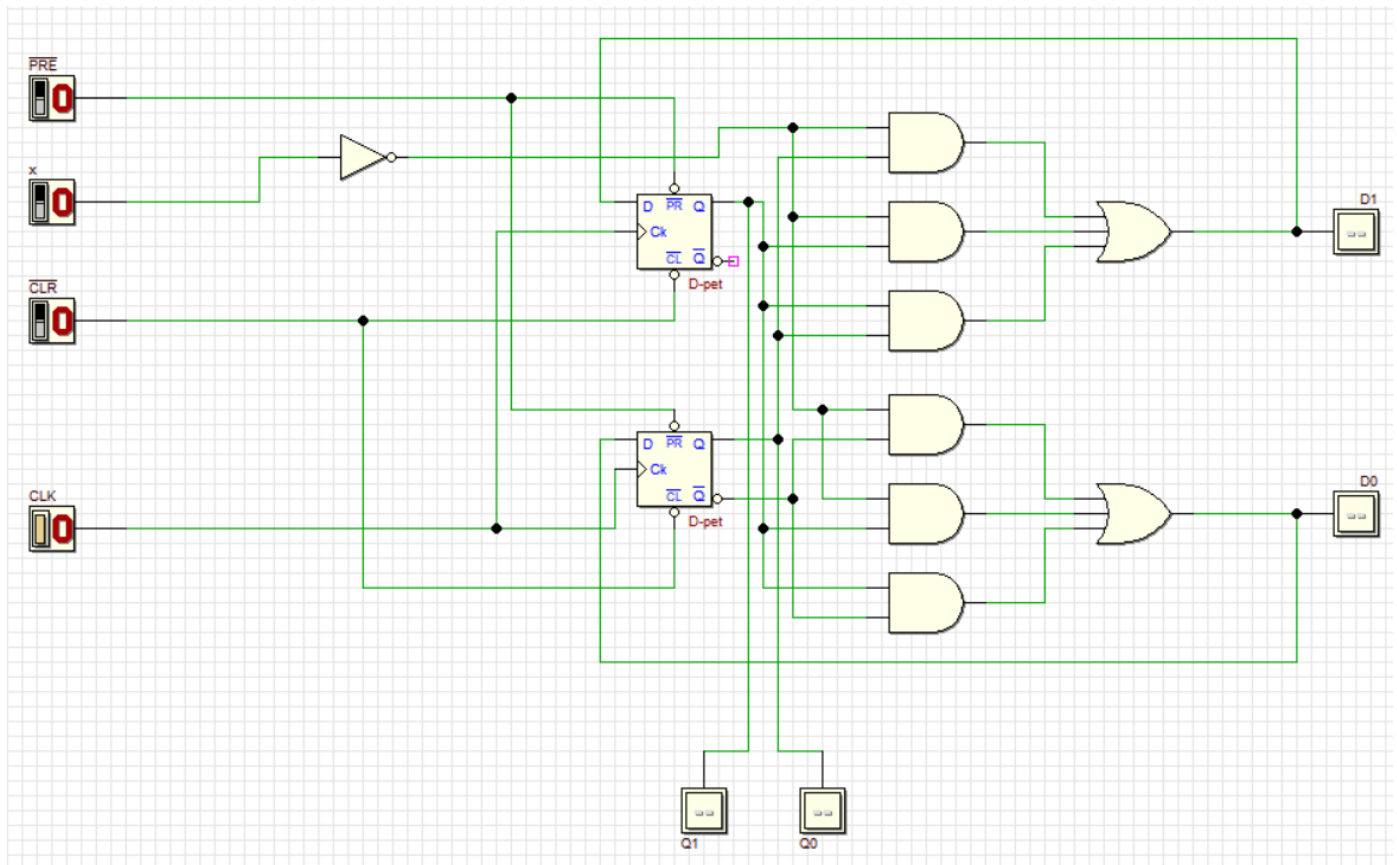 PRE
0
x
0
CLR
0
CLK
0
D PR Q
Ck
CL Q
D-pet
D PR Q
Ck
CL Q
D-pet
D1
--
D0
--
--
Q1
--
Q0